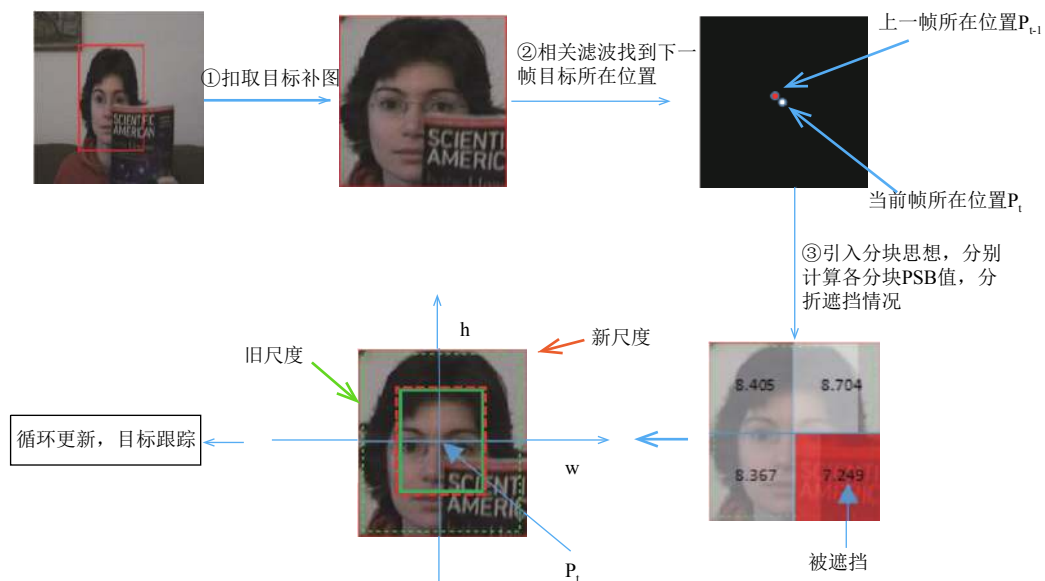 ①扣取目标补图
②相关滤波找到下一
帧目标所在位置
上一帧所在位置Pt-1
当前帧所在位置Pt
SCIENTIFIC
AMERICAN
SCIENTI
AMERIC
③引入分块思想，分别
计算各分块PSB值，分
折遮挡情况
h
旧尺度
新尺度
8.405
8.704
8.367
7.249
循环更新，目标跟踪
w
SCIENTI
AMERIC
被遮挡
Pt